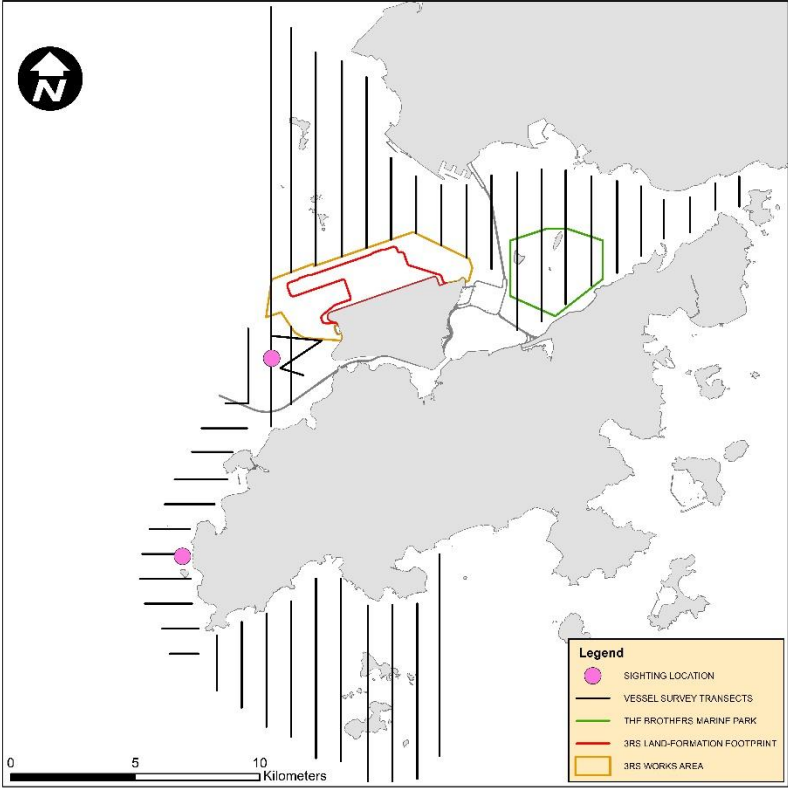 N
Legend
SIGHTING LOCATION
VESSEL SURVEY TRANSECTS
THE BROTHERS MARINE PARK
3RS LAND-FORMATION FOOTPRINT
3RS WORKS AREA
0 5 10
Kilometers